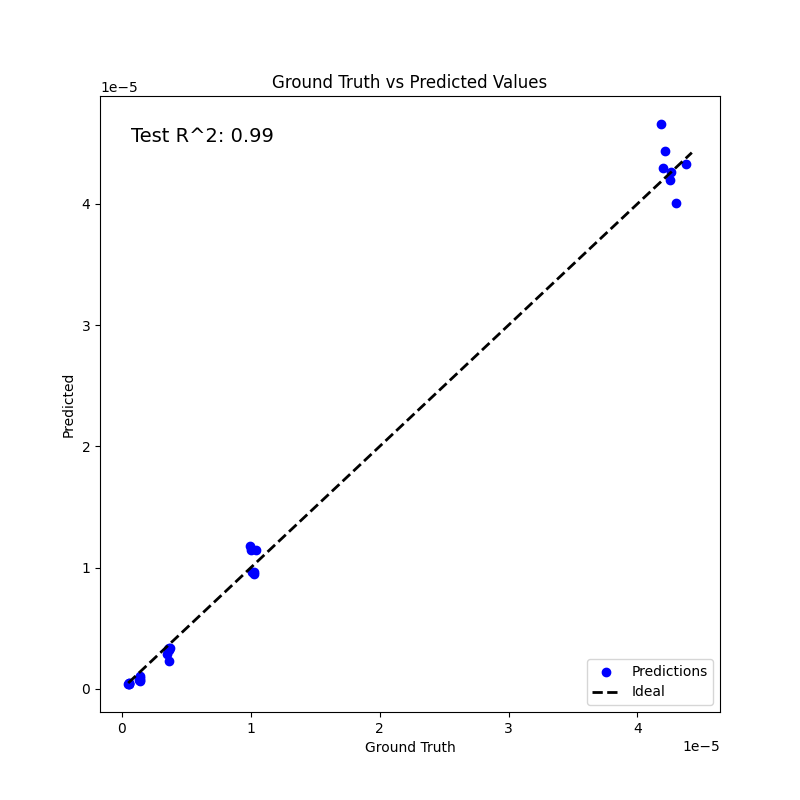 Ground Truth vs Predicted Values
1e−5
Test R^2: 0.99
4
3
2
1
0
Predicted
Predictions
Ideal
0 1 2 3 4
Ground Truth
1e−5